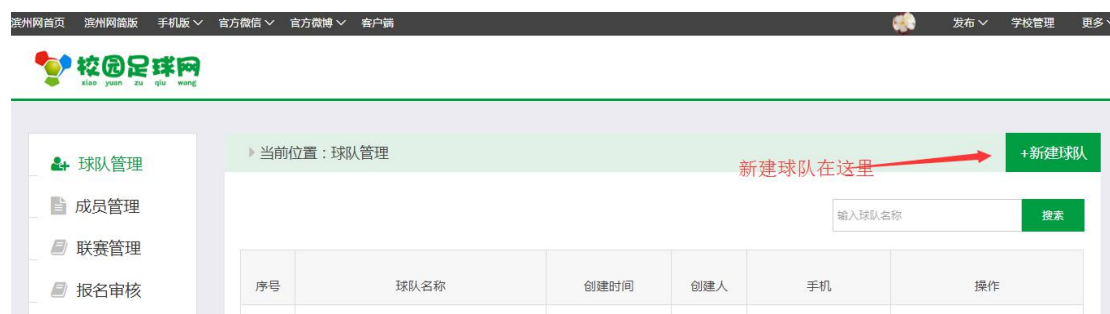 滨州网首页 滨州网简版 手机版 官方微信 官方微博 客户端 发布 学校管理 更多
校园足球网
xiao yuan zu qiu wang
球队管理
当前位置：球队管理
+新建球队
新建球队在这里
成员管理
输入球队名称 搜索
联赛管理
序号 球队名称 创建时间 创建人 手机 操作
报名审核